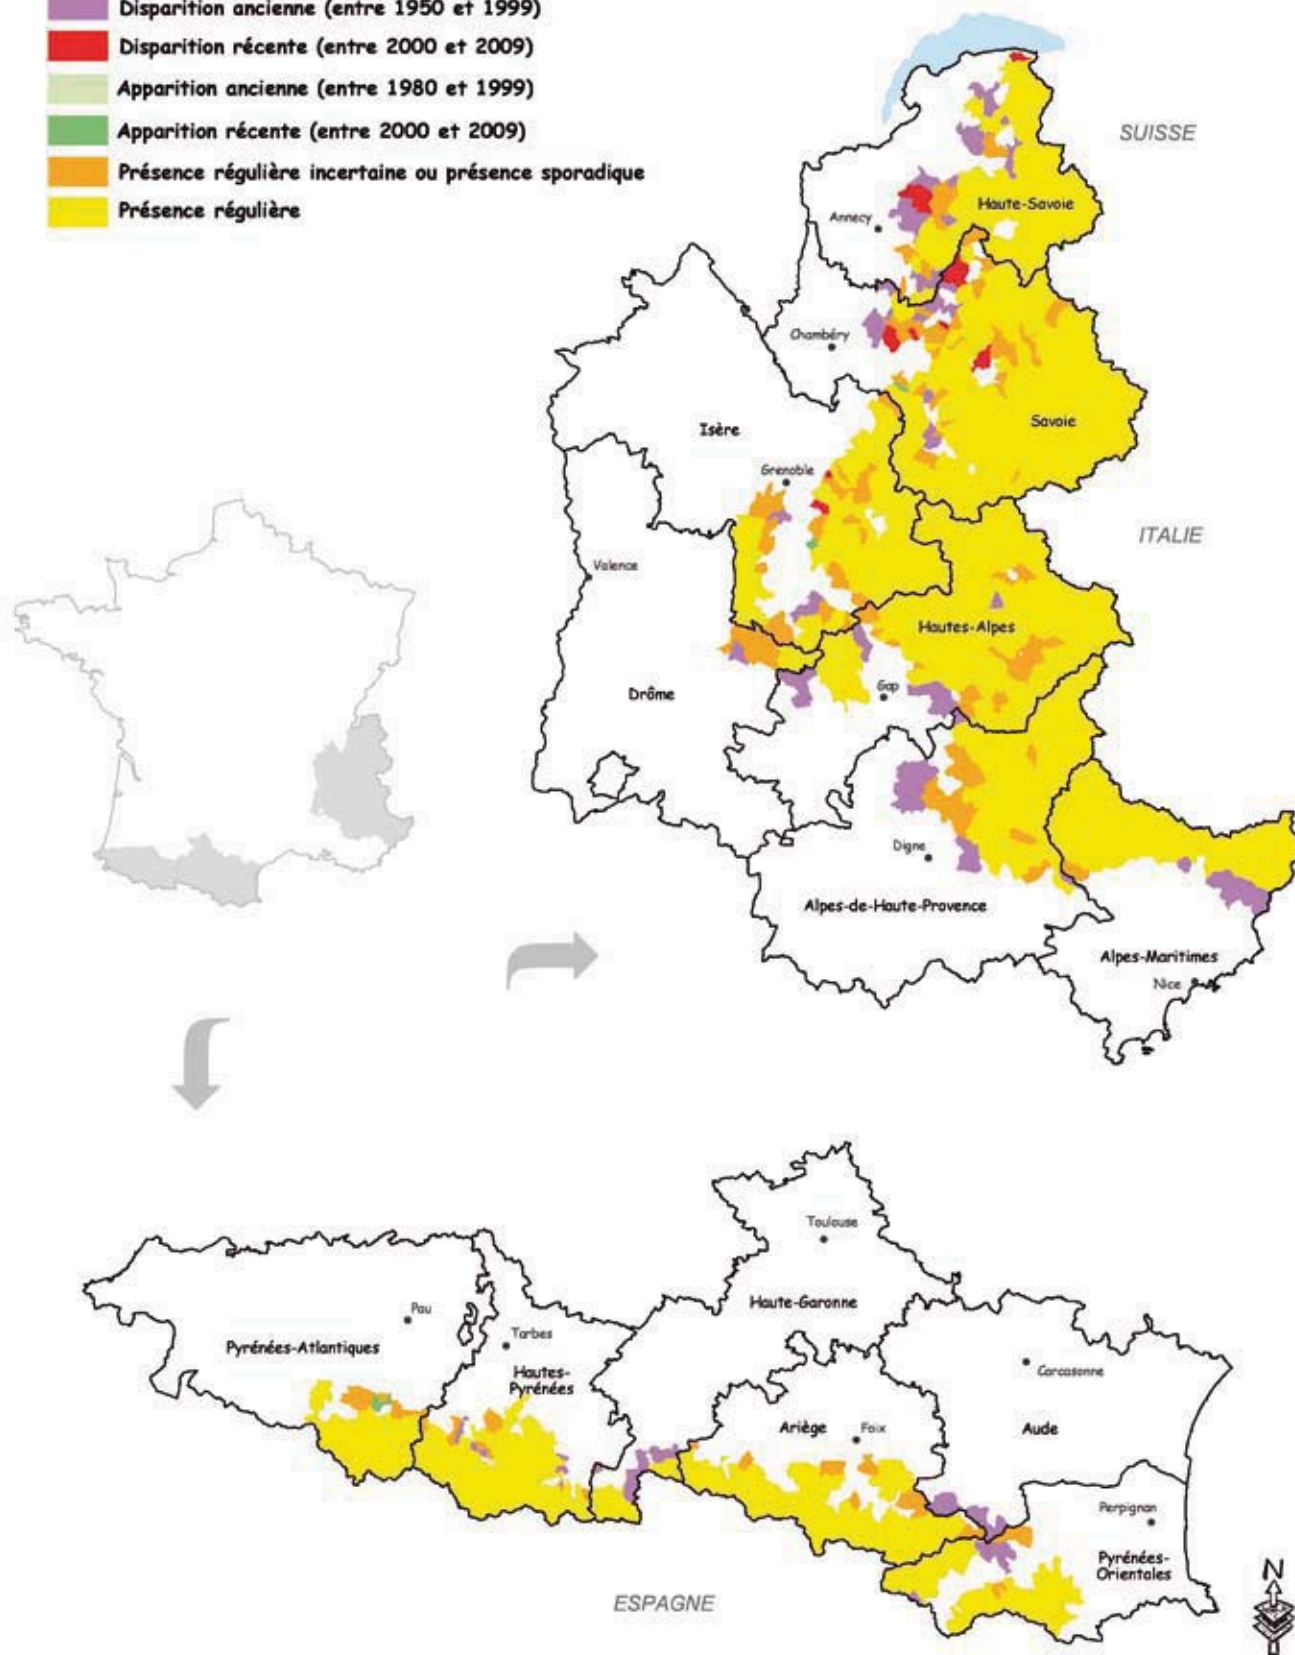 Disparition ancienne (entre 1950 et 1999)
Disparition récente (entre 2000 et 2009)
Apparition ancienne (entre 1980 et 1999)
Apparition récente (entre 2000 et 2009)
Présence régulière incertaine ou présence sporadique
Présence régulière
SUISSE
Haute-Savoie
Annecy
Chambéry
Savoie
Isère
Grenoble
ITALIE
Valence
Hautes-Alpes
Drôme
Gap
Digne
Alpes-de-Haute-Provence
Alpes-Maritimes
Nice
Toulouse
Haute-Garonne
Pau
Pyrénées-Atlantiques
Tarbes
Hautes-
Pyrénées
Carcasonne
Ariège
Foix
Aude
Perpignan
Pyrénées-
Orientales
ESPAGNE
N